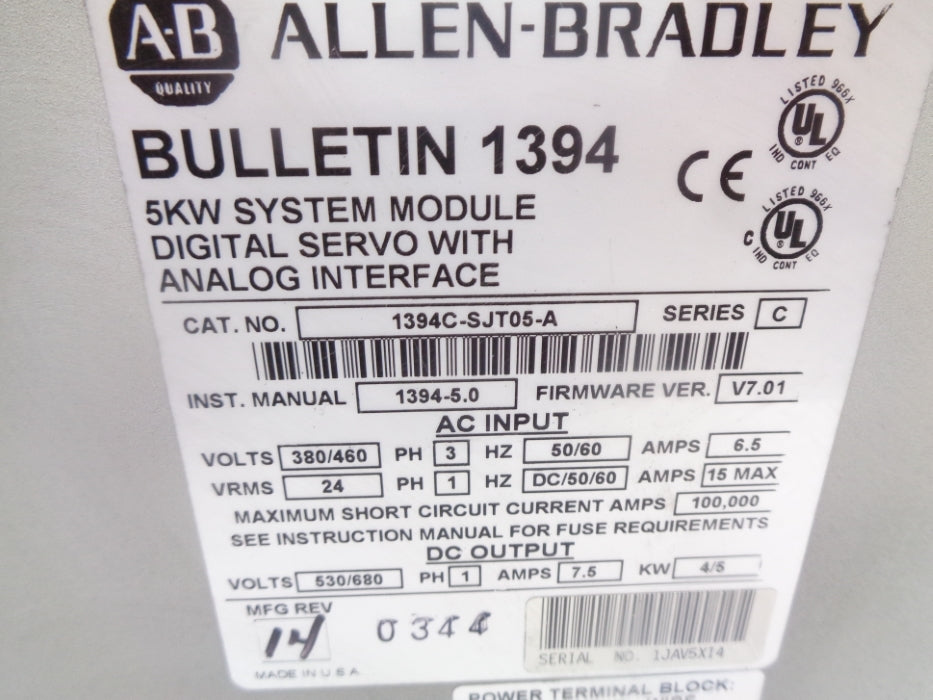 A-B ALLEN-BRADLEY
QUALITY
BULLETIN 1394
CE
LISTED 966X
UL
®
IND CONT EQ
5KW SYSTEM MODULE
DIGITAL SERVO WITH
ANALOG INTERFACE
LISTED 966X
C UL
®
IND CONT EQ
CAT. NO. 1394C-SJT05-A SERIES C
INST. MANUAL 1394-5.0 FIRMWARE VER. V7.01
AC INPUT
VOLTS 380/460 PH 3 HZ 50/60 AMPS 6.5
VRMS 24 PH 1 HZ DC/50/60 AMPS 15 MAX
MAXIMUM SHORT CIRCUIT CURRENT AMPS 100,000
SEE INSTRUCTION MANUAL FOR FUSE REQUIREMENTS
DC OUTPUT
VOLTS 530/680 PH 1 AMPS 7.5 KW 4/5
MFG REV
14 0344
SERIAL NO. 1JAV5X14
MADE IN U S A
POWER TERMINAL BLOCK: